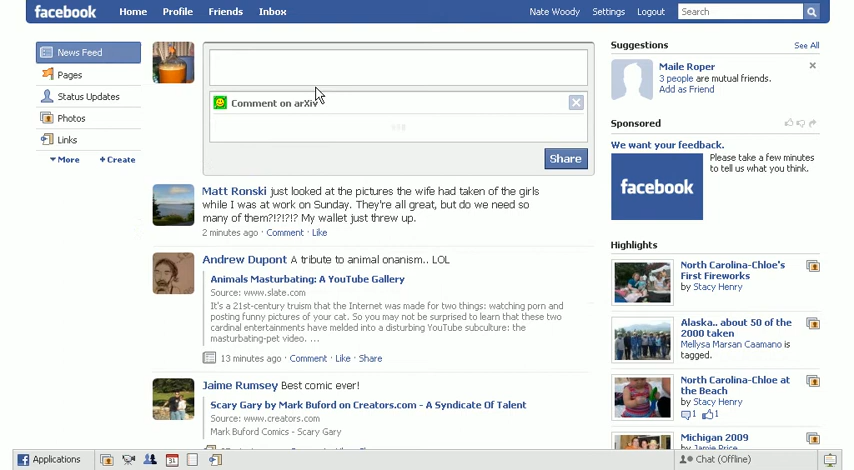 facebook Home Profile Friends Inbox Nate Woody Settings Logout Search
News Feed
Pages
Status Updates
Photos
Links
More + Create
Comment on arXiv
Share
Matt Ronski just looked at the pictures the wife had taken of the girls
while I was at work on Sunday. They're all great, but do we need so
many of them?!?!?!? My wallet just threw up.
2 minutes ago · Comment · Like
Andrew Dupont A tribute to animal onanism.. LOL
Animals Masturbating: A YouTube Gallery
Source: www.slate.com
It's a 21st-century truism that the Internet was made for two things: watching porn and
posting funny pictures of your cat. So you may not be surprised to learn that these two
cardinal entertainments have melded into a disturbing YouTube subculture: the
masturbating-pet video. ...
13 minutes ago · Comment · Like · Share
Jaime Rumsey Best comic ever!
Scary Gary by Mark Buford on Creators.com - A Syndicate Of Talent
Source: www.creators.com
Mark Buford Comics - Scary Gary
Suggestions See All
Maile Roper
3 people are mutual friends.
Add as Friend
Sponsored
We want your feedback.
facebook
Please take a few minutes
to tell us what you think.
Highlights
North Carolina-Chloe's
First Fireworks
by Stacy Henry
Alaska.. about 50 of the
2000 taken
Mellysa Marsan Caamano is
tagged.
North Carolina-Chloe at
the Beach
by Stacy Henry
1 1
Michigan 2009
by Jamie Price
Applications 31 Chat (Offline)